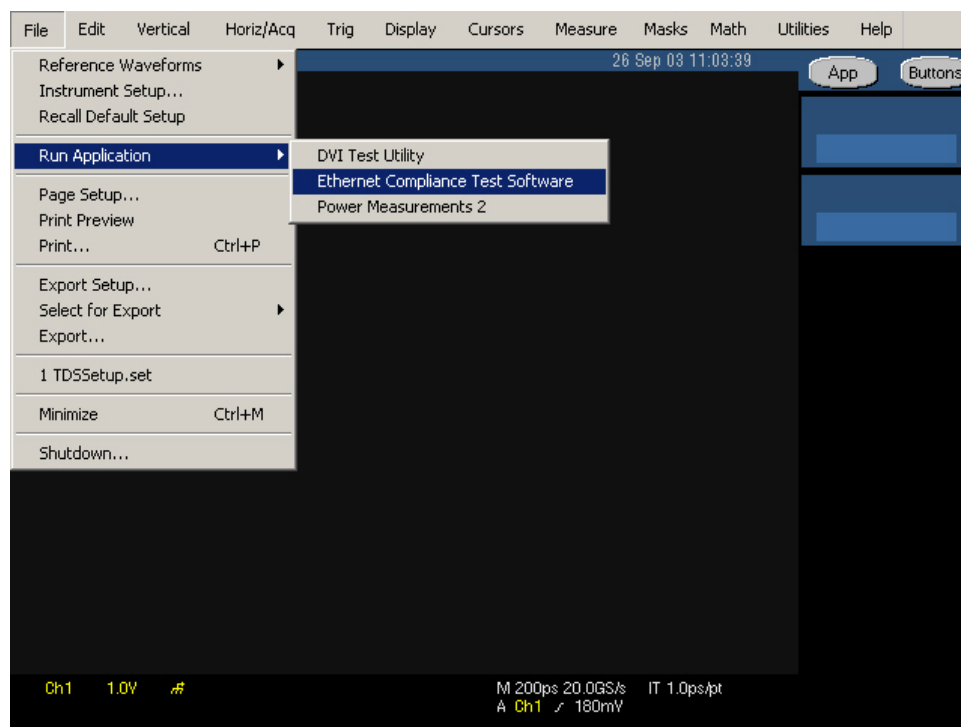 File Edit Vertical Horiz/Acq Trig Display Cursors Measure Masks Math Utilities Help
26 Sep 03 11:03:39
App Buttons
Reference Waveforms
Instrument Setup...
Recall Default Setup
Run Application
DVI Test Utility
Ethernet Compliance Test Software
Power Measurements 2
Page Setup...
Print Preview
Print... Ctrl+P
Export Setup...
Select for Export
Export...
1 TDSSetup.set
Minimize Ctrl+M
Shutdown...
Ch1 1.0V
M 200ps 20.0GS/s IT 1.0ps/pt
A Ch1 180mV